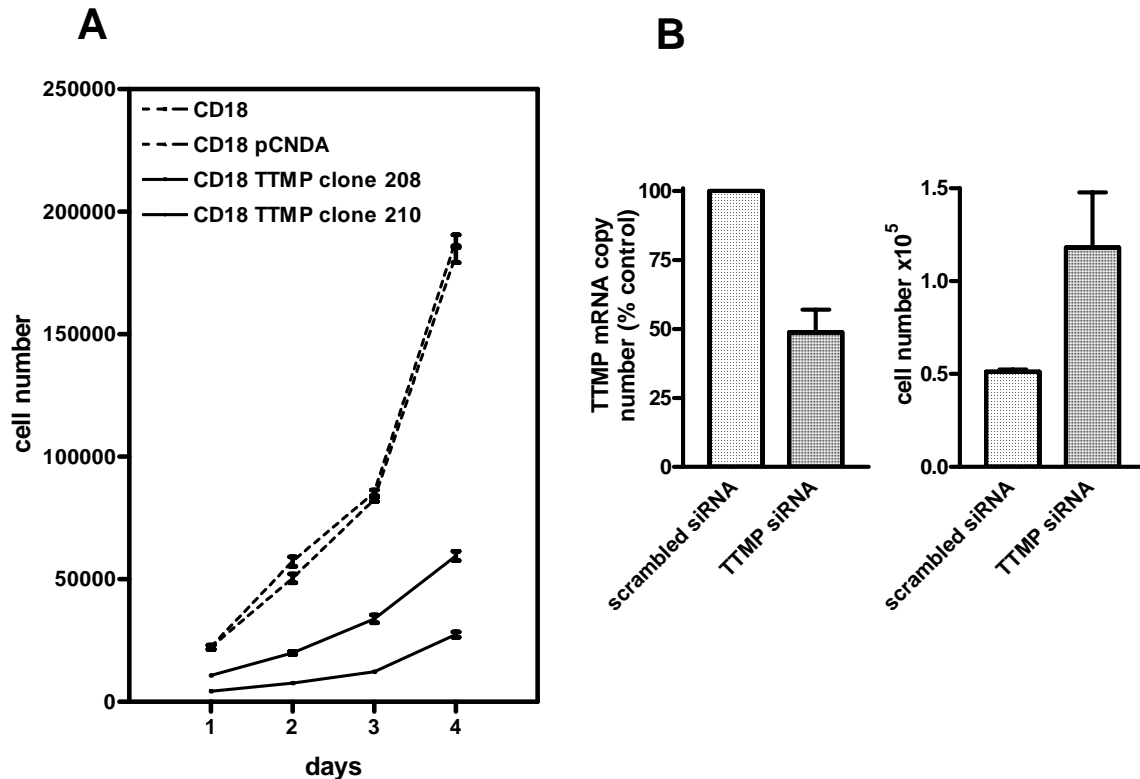 A
250000
200000
150000
100000
50000
0
cell number
1 2 3 4
days
CD18
CD18 pCNDA
CD18 TTMP clone 208
CD18 TTMP clone 210
B
TTMP mRNA copy
number (% control)
100
75
50
25
0
scrambled siRNA
TTMP siRNA
cell number x10⁵
1.5
1.0
0.5
0.0
scrambled siRNA
TTMP siRNA